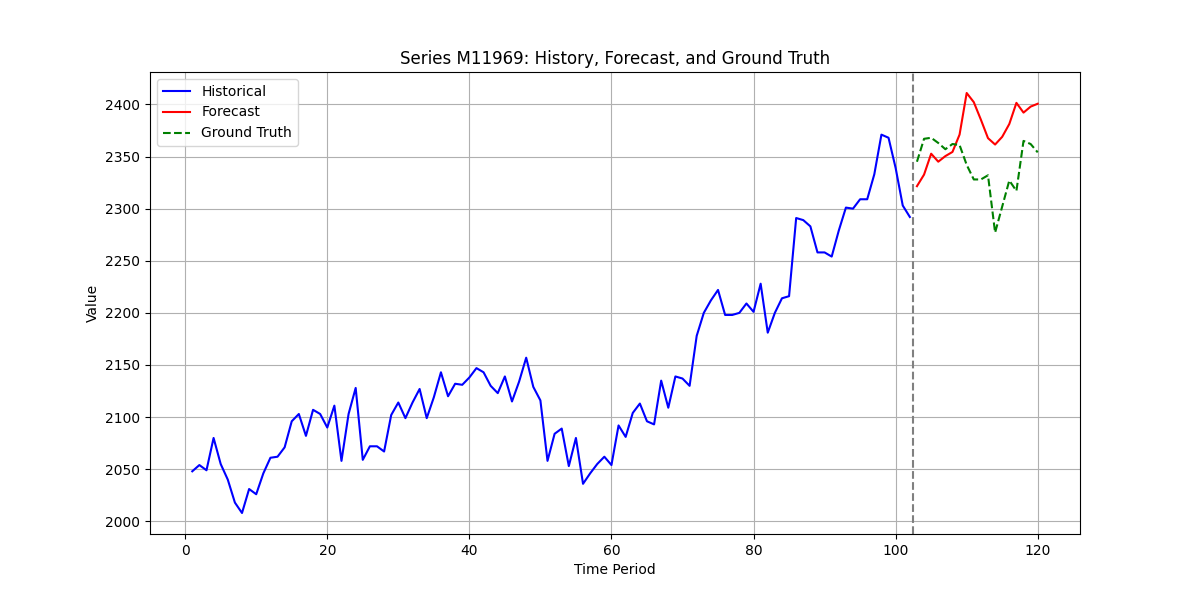 Series M11969: History, Forecast, and Ground Truth
Historical
Forecast
Ground Truth
Value
2400
2350
2300
2250
2200
2150
2100
2050
2000
0 20 40 60 80 100 120
Time Period